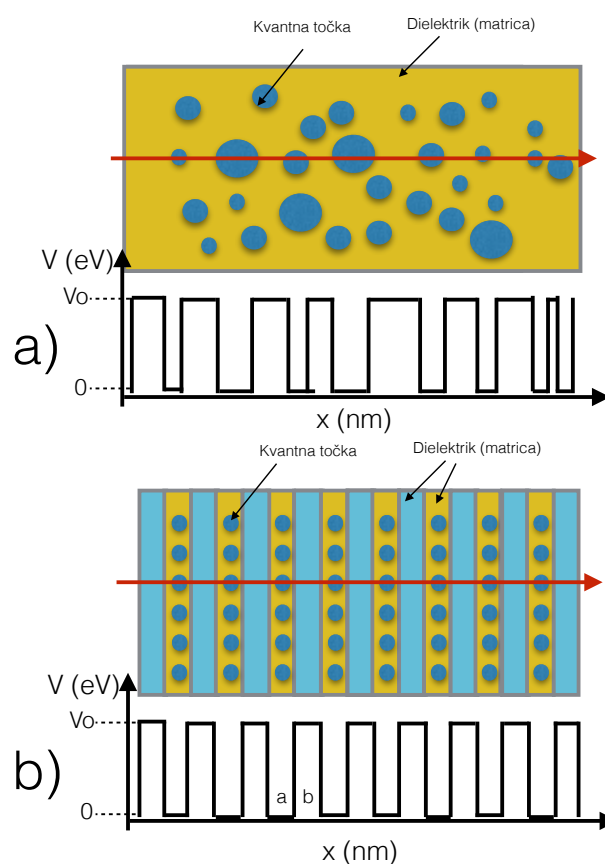 Kvantna točka
Dielektrik (matrica)
V (eV)
Vo
a)
0
x (nm)
Kvantna točka
Dielektrik (matrica)
V (eV)
Vo
b)
a
b
0
x (nm)